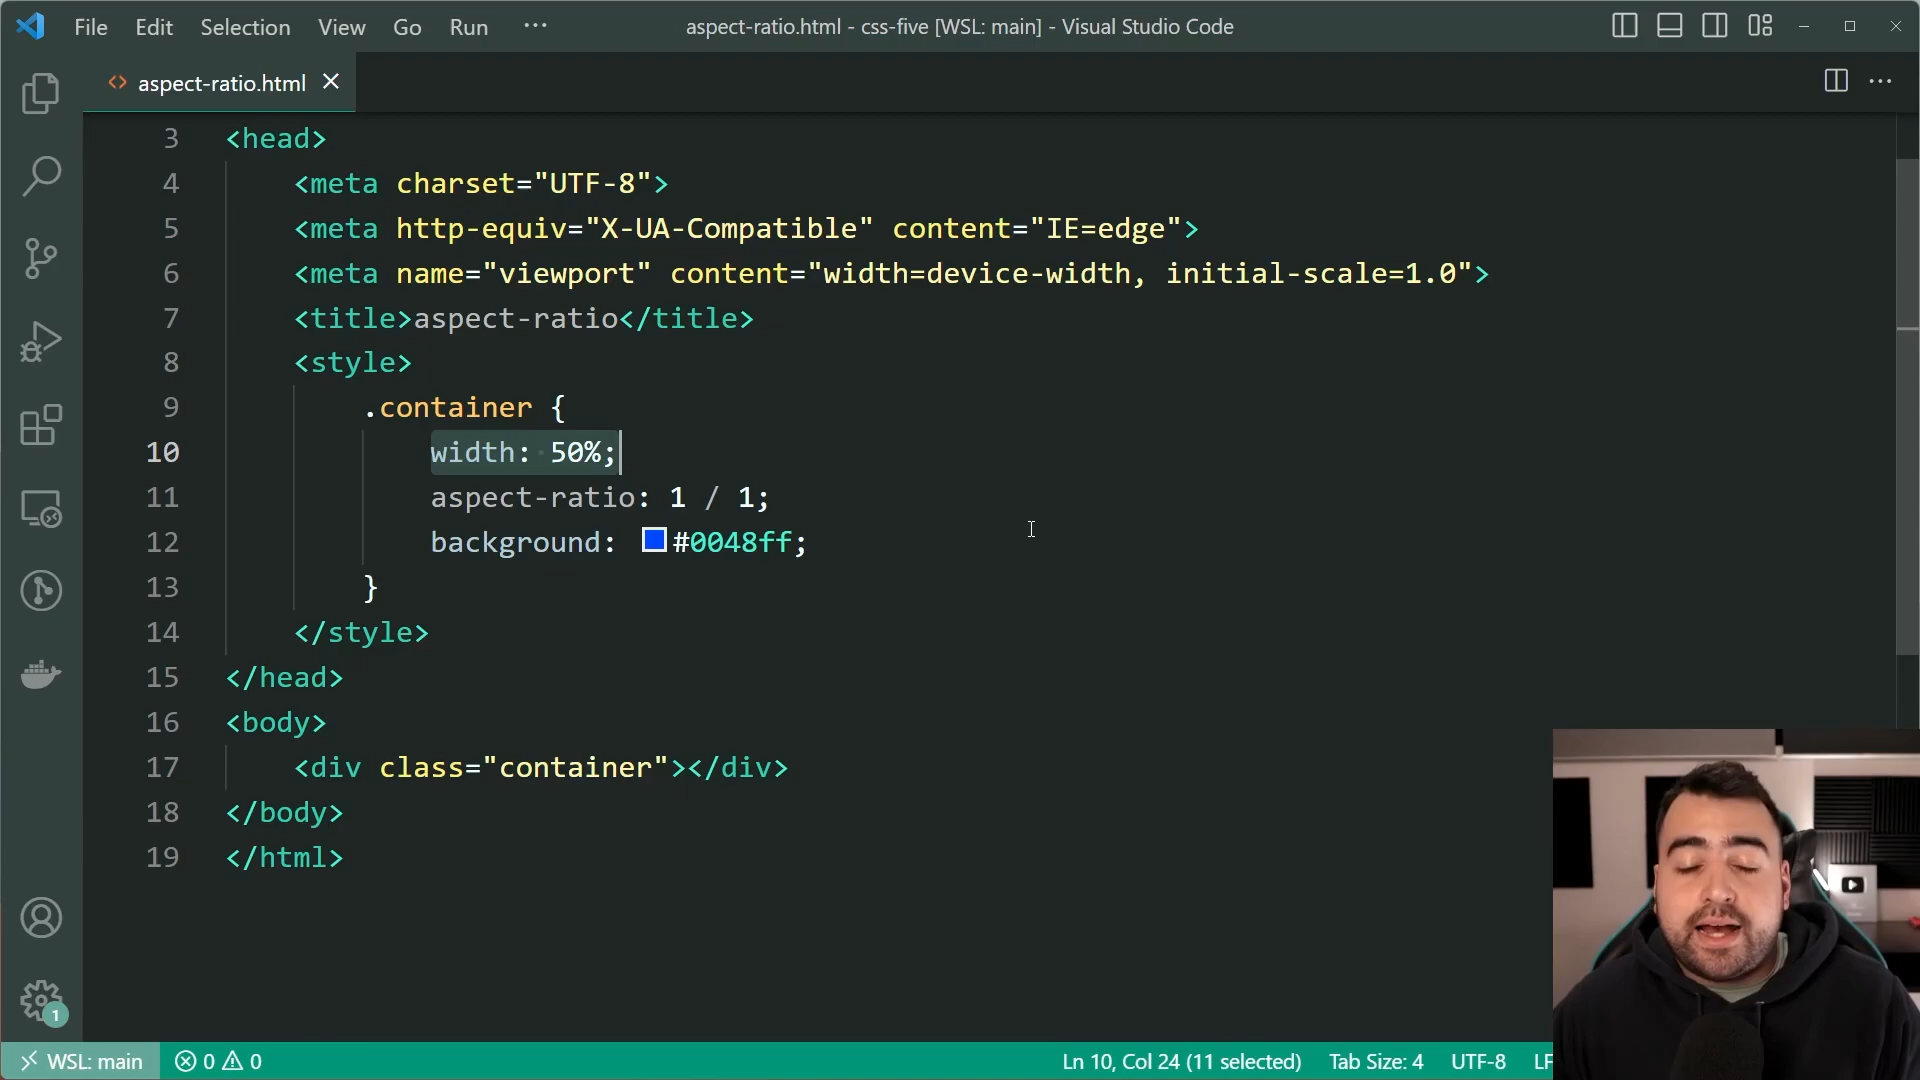 File Edit Selection View Go Run ···
aspect-ratio.html - css-five [WSL: main] - Visual Studio Code
<> aspect-ratio.html
3 <head>
4 <meta charset="UTF-8">
5 <meta http-equiv="X-UA-Compatible" content="IE=edge">
6 <meta name="viewport" content="width=device-width, initial-scale=1.0">
7 <title>aspect-ratio</title>
8 <style>
9 .container {
10 width: 50%;
11 aspect-ratio: 1 / 1;
12 background: #0048ff;
13 }
14 </style>
15 </head>
16 <body>
17 <div class="container"></div>
18 </body>
19 </html>
1
WSL: main 0 0 Ln 10, Col 24 (11 selected) Tab Size: 4 UTF-8 LF